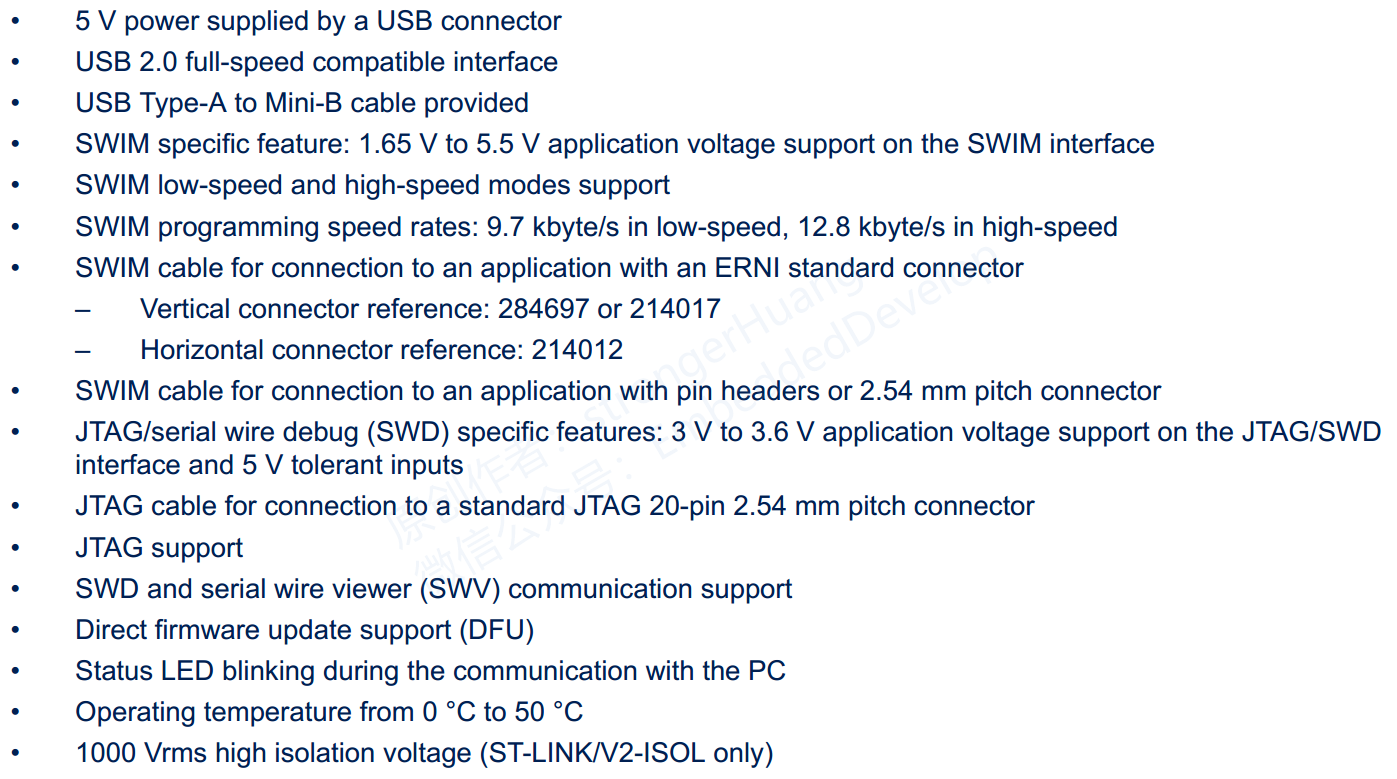 • 5 V power supplied by a USB connector
• USB 2.0 full-speed compatible interface
• USB Type-A to Mini-B cable provided
• SWIM specific feature: 1.65 V to 5.5 V application voltage support on the SWIM interface
• SWIM low-speed and high-speed modes support
• SWIM programming speed rates: 9.7 kbyte/s in low-speed, 12.8 kbyte/s in high-speed
• SWIM cable for connection to an application with an ERNI standard connector
– Vertical connector reference: 284697 or 214017
– Horizontal connector reference: 214012
• SWIM cable for connection to an application with pin headers or 2.54 mm pitch connector
• JTAG/serial wire debug (SWD) specific features: 3 V to 3.6 V application voltage support on the JTAG/SWD
interface and 5 V tolerant inputs
• JTAG cable for connection to a standard JTAG 20-pin 2.54 mm pitch connector
• JTAG support
• SWD and serial wire viewer (SWV) communication support
• Direct firmware update support (DFU)
• Status LED blinking during the communication with the PC
• Operating temperature from 0 °C to 50 °C
• 1000 Vrms high isolation voltage (ST-LINK/V2-ISOL only)
原创作者：strongerHuang
微信公众号：EmbeddedDevelop